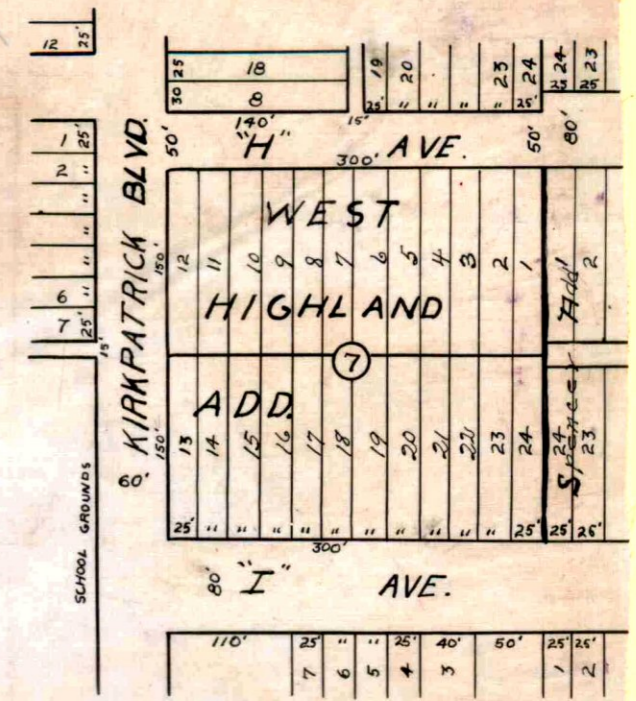 12 25'
25 18
30 8
140' 15'
19 20 23 24
25' " " " " 25'
24 23
25 25
50' "H" AVE. 50' 80'
300'
1 25'
2 "
"
"
"
6 "
7 25'
15'
KIRKPATRICK BLVD.
60'
SCHOOL GROUNDS
WEST
150' 12 11 10 9 8 7 6 5 4 3 2 1
HIGHLAND
7
ADD.
150' 13 14 15 16 17 18 19 20 21 22 23 24
25' " " " " " " " " " " 25'
Spencer Add'
2
24 23
25' 26'
300'
80' "I" AVE.
110' 25' " " 25' 40' 50' 25' 25'
7 6 5 4 3 1 2